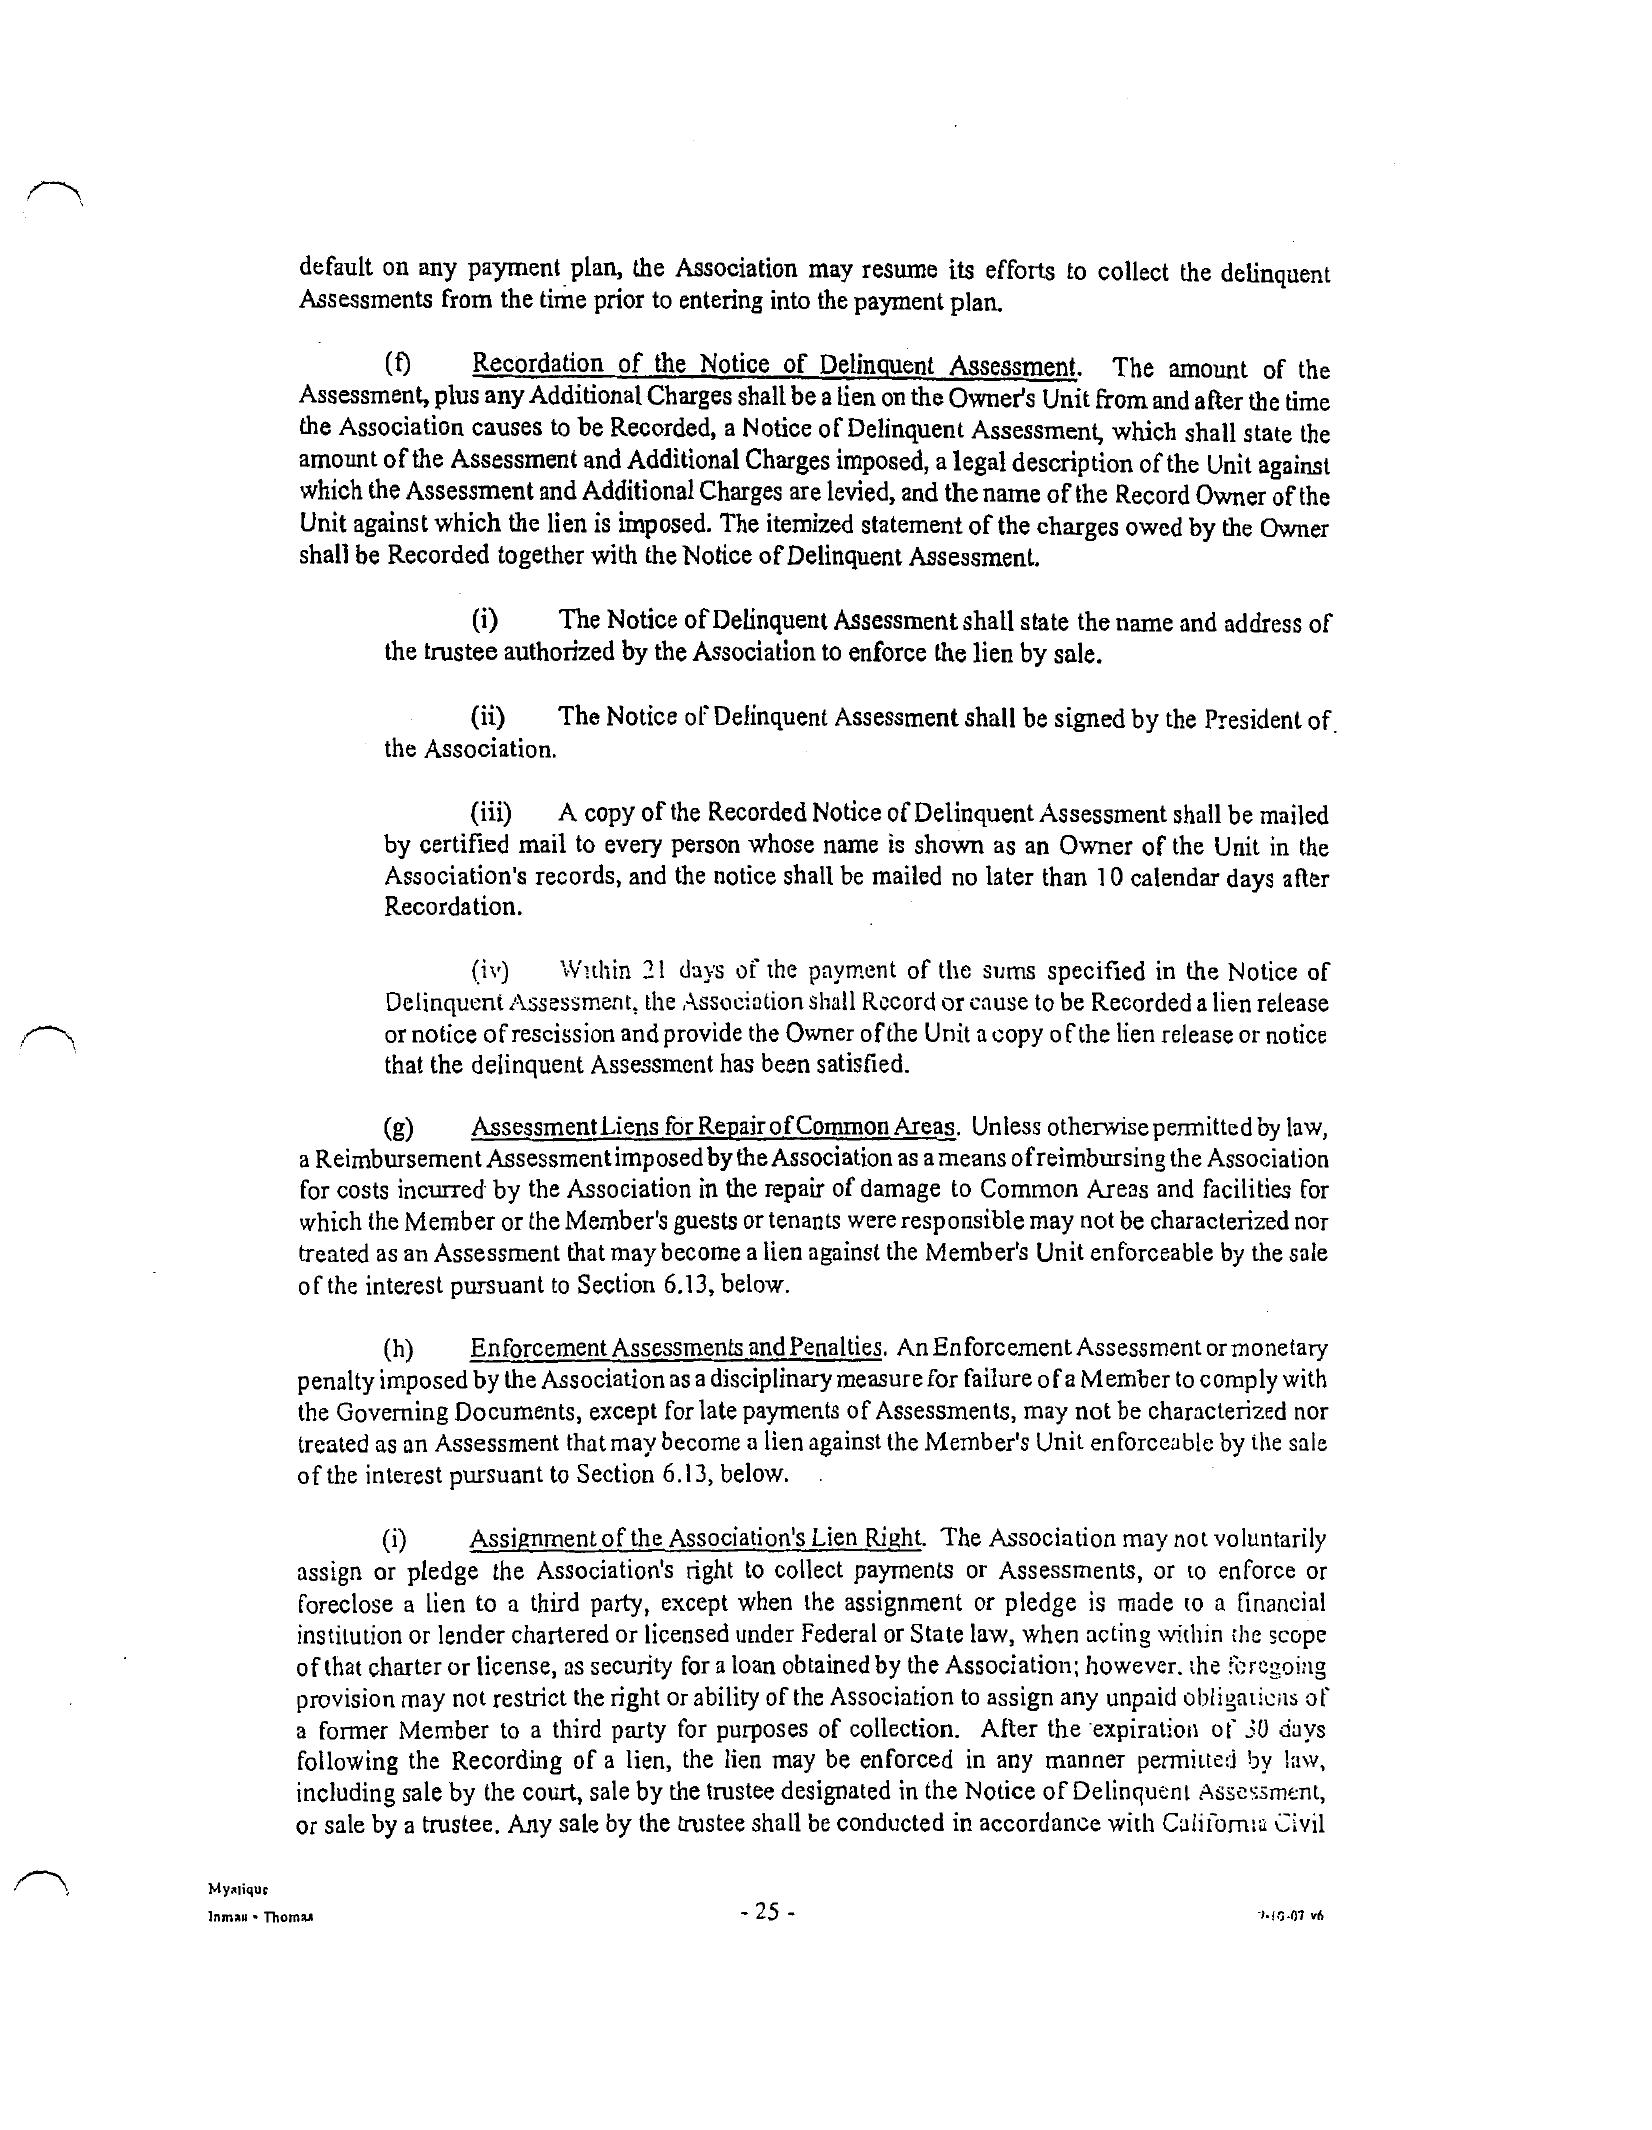 default on any payment plan, the Association may resume its efforts to collect the delinquent
Assessments from the time prior to entering into the payment plan.
(f) Recordation of the Notice of Delinquent Assessment. The amount of the
Assessment, plus any Additional Charges shall be a lien on the Owner's Unit from and after the time
the Association causes to be Recorded, a Notice of Delinquent Assessment, which shall state the
amount of the Assessment and Additional Charges imposed, a legal description of the Unit against
which the Assessment and Additional Charges are levied, and the name of the Record Owner of the
Unit against which the lien is imposed. The itemized statement of the charges owed by the Owner
shall be Recorded together with the Notice of Delinquent Assessment.
(i) The Notice of Delinquent Assessment shall state the name and address of
the trustee authorized by the Association to enforce the lien by sale.
(ii) The Notice of Delinquent Assessment shall be signed by the President of
the Association.
(iii) A copy of the Recorded Notice of Delinquent Assessment shall be mailed
by certified mail to every person whose name is shown as an Owner of the Unit in the
Association's records, and the notice shall be mailed no later than 10 calendar days after
Recordation.
(iv) Within 21 days of the payment of the sums specified in the Notice of
Delinquent Assessment, the Association shall Record or cause to be Recorded a lien release
or notice of rescission and provide the Owner of the Unit a copy of the lien release or notice
that the delinquent Assessment has been satisfied.
(g) Assessment Liens for Repair of Common Areas. Unless otherwise permitted by law,
a Reimbursement Assessment imposed by the Association as a means of reimbursing the Association
for costs incurred by the Association in the repair of damage to Common Areas and facilities for
which the Member or the Member's guests or tenants were responsible may not be characterized nor
treated as an Assessment that may become a lien against the Member's Unit enforceable by the sale
of the interest pursuant to Section 6.13, below.
(h) Enforcement Assessments and Penalties. An Enforcement Assessment or monetary
penalty imposed by the Association as a disciplinary measure for failure of a Member to comply with
the Governing Documents, except for late payments of Assessments, may not be characterized nor
treated as an Assessment that may become a lien against the Member's Unit enforceable by the sale
of the interest pursuant to Section 6.13, below.
(i) Assignment of the Association's Lien Right. The Association may not voluntarily
assign or pledge the Association's right to collect payments or Assessments, or to enforce or
foreclose a lien to a third party, except when the assignment or pledge is made to a financial
institution or lender chartered or licensed under Federal or State law, when acting within the scope
of that charter or license, as security for a loan obtained by the Association; however, the foregoing
provision may not restrict the right or ability of the Association to assign any unpaid obligations of
a former Member to a third party for purposes of collection. After the expiration of 30 days
following the Recording of a lien, the lien may be enforced in any manner permitted by law,
including sale by the court, sale by the trustee designated in the Notice of Delinquent Assessment,
or sale by a trustee. Any sale by the trustee shall be conducted in accordance with California Civil
Mystique
Inman • Thomas
- 25 -
v6